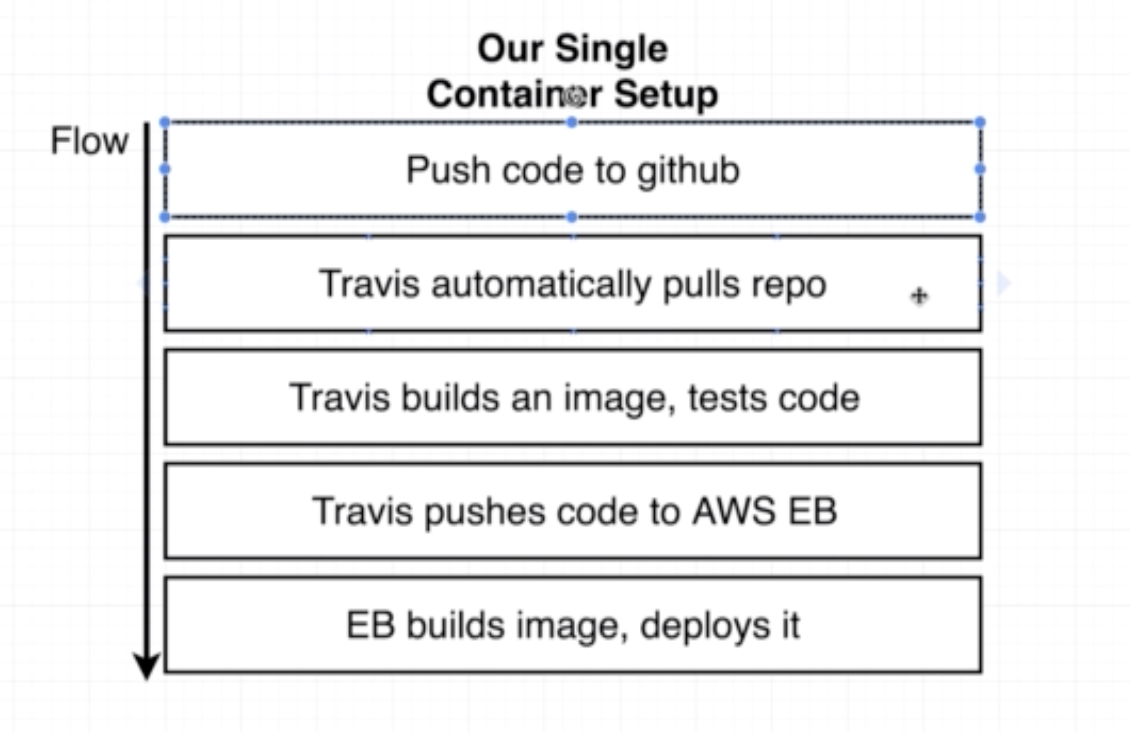 Our Single
Container Setup
Flow
Push code to github
Travis automatically pulls repo
Travis builds an image, tests code
Travis pushes code to AWS EB
EB builds image, deploys it